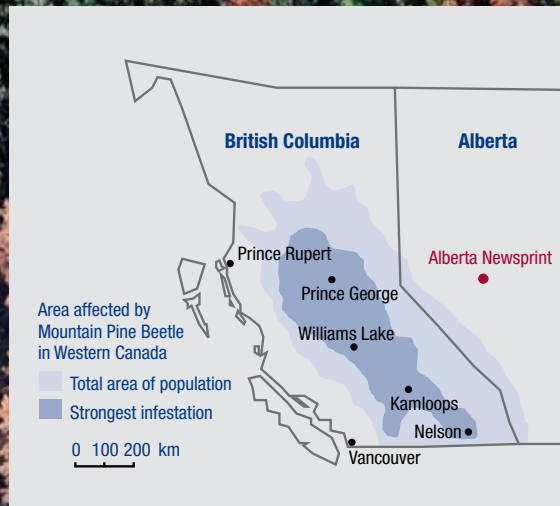 British Columbia
Alberta
Prince Rupert
Alberta Newsprint
Prince George
Area affected by
Mountain Pine Beetle
in Western Canada
Williams Lake
Total area of population
Kamloops
Strongest infestation
Nelson
0 100 200 km
Vancouver